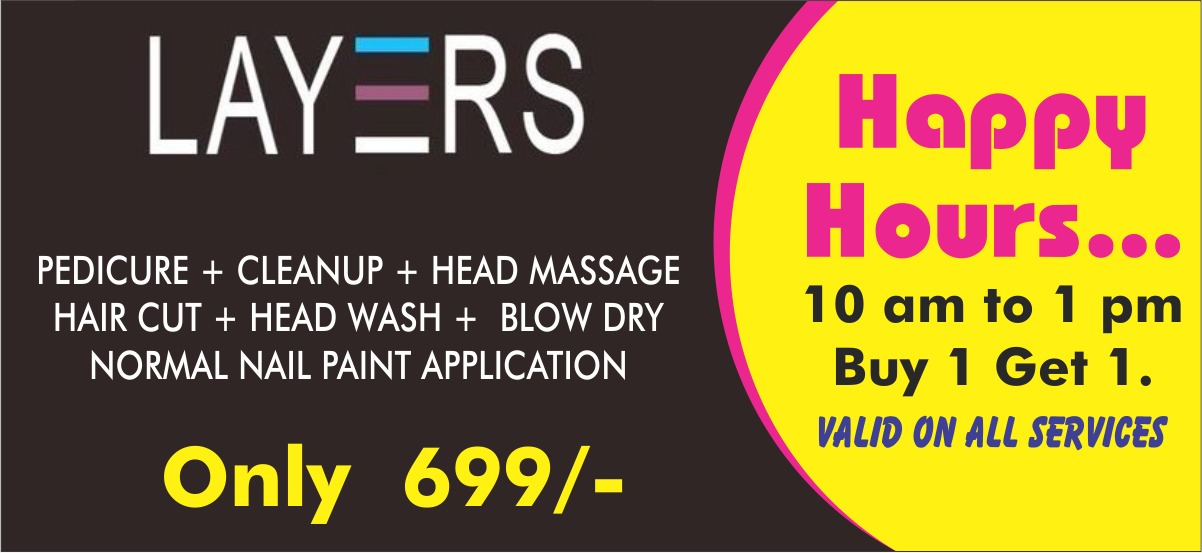 LAYERS
PEDICURE + CLEANUP + HEAD MASSAGE
HAIR CUT + HEAD WASH + BLOW DRY
NORMAL NAIL PAINT APPLICATION
Only 699/-
Happy
Hours...
10 am to 1 pm
Buy 1 Get 1.
VALID ON ALL SERVICES